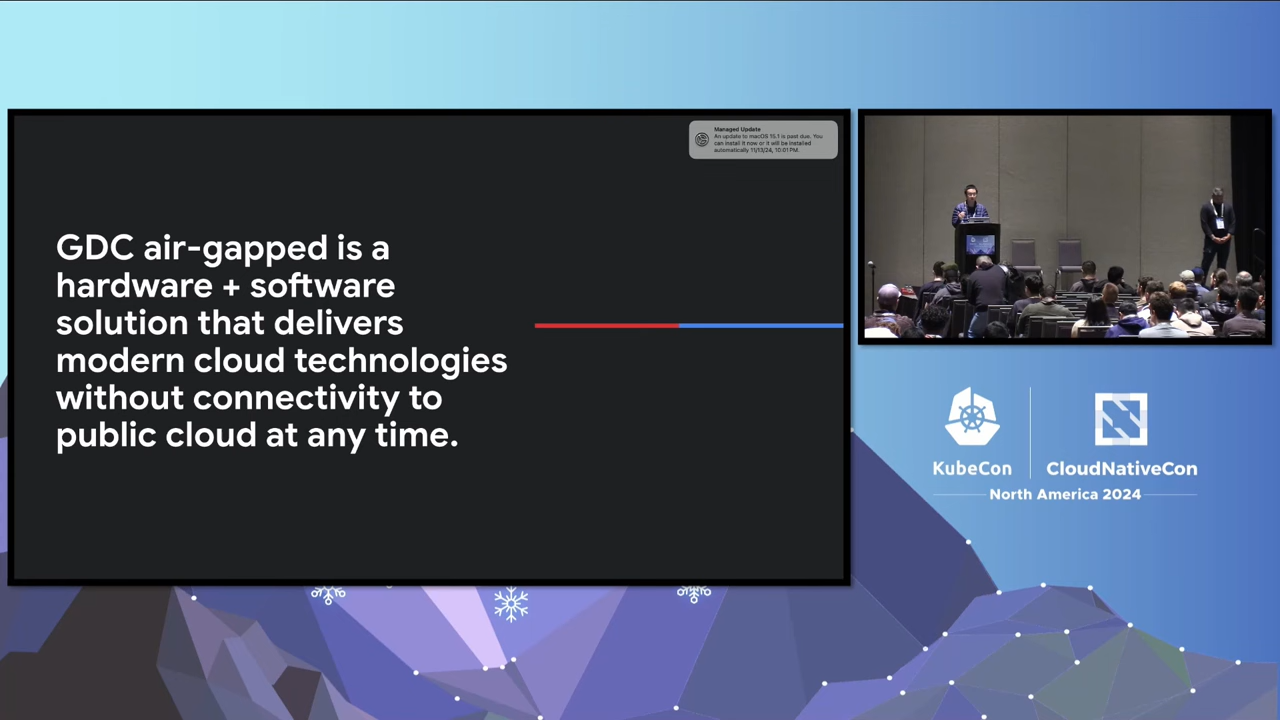 Managed Update
An update to macOS 15.1 is past due. You
can install it now or it will be installed
automatically 11/13/24, 10:01 PM.
GDC air-gapped is a
hardware + software
solution that delivers
modern cloud technologies
without connectivity to
public cloud at any time.
KubeCon
CloudNativeCon
North America 2024